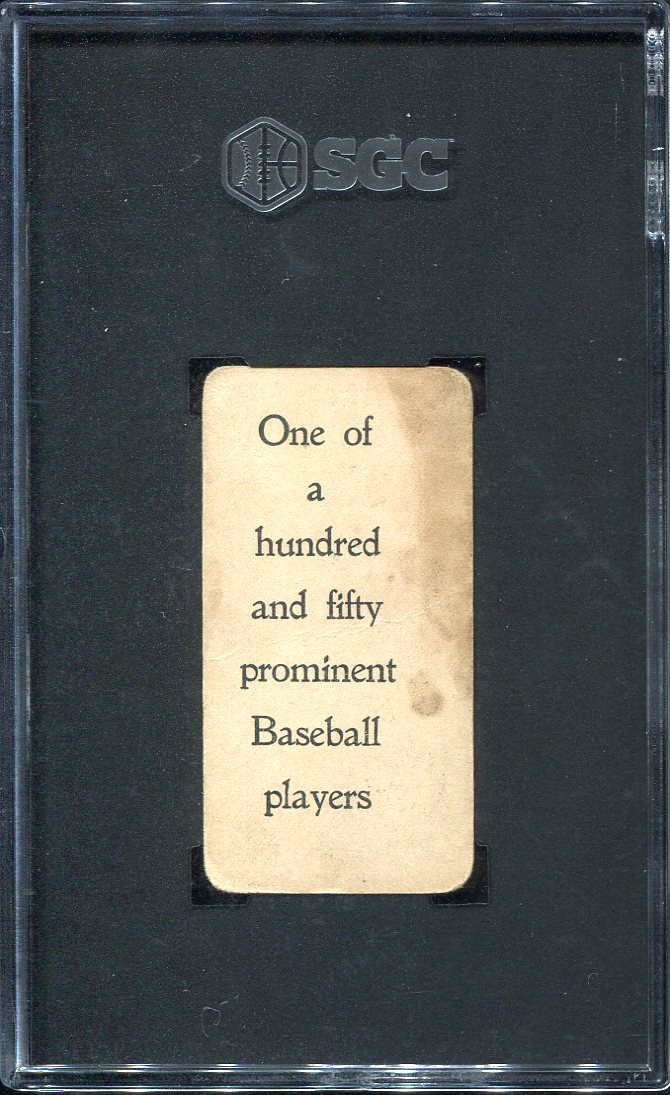 SGC
One of
a
hundred
and fifty
prominent
Baseball
players